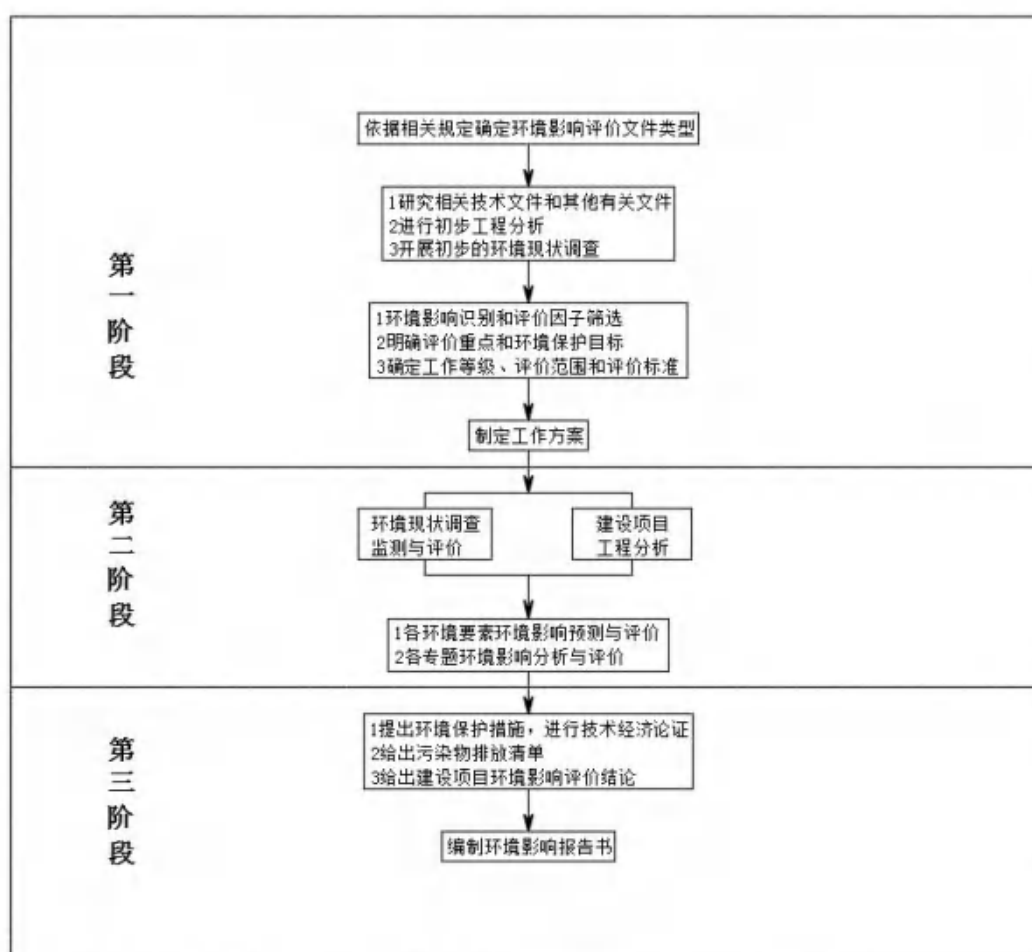 依据相关规定确定环境影响评价文件类型
1研究相关技术文件和其他有关文件
2进行初步工程分析
3开展初步的环境现状调查
第一阶段
1环境影响识别和评价因子筛选
2明确评价重点和环境保护目标
3确定工作等级、评价范围和评价标准
制定工作方案
第二阶段
环境现状调查
监测与评价
建设项目
工程分析
1各环境要素环境影响预测与评价
2各专题环境影响分析与评价
第三阶段
1提出环境保护措施，进行技术经济论证
2给出污染物排放清单
3给出建设项目环境影响评价结论
编制环境影响报告书